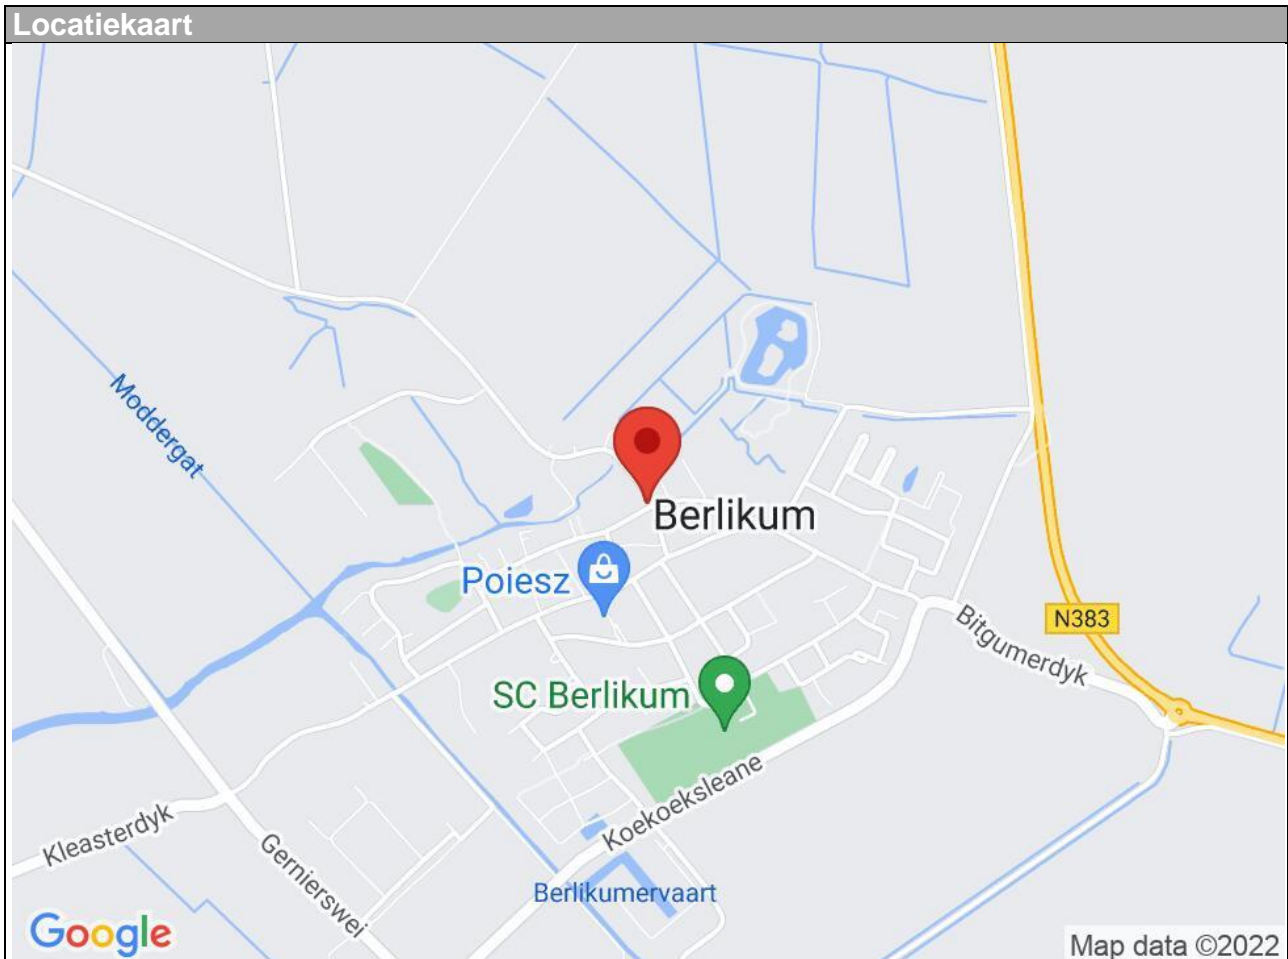 Locatiekaart
Moddergat
Berlikum
Poiesz
N383
Bitgumerdyk
SC Berlikum
Koekoeksleane
Kleasterdyk
Gernierswei
Berlikumervaart
Google
Map data ©2022